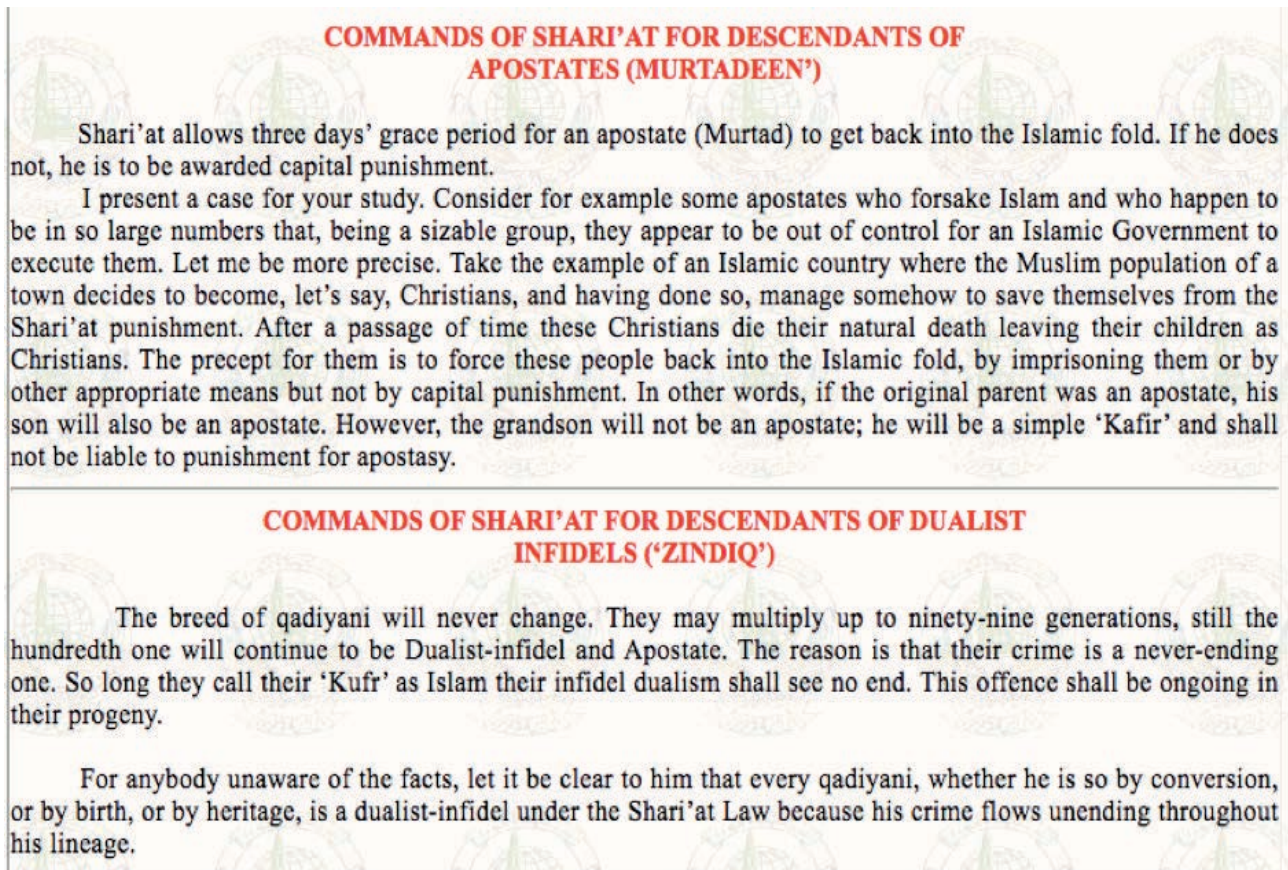 COMMANDS OF SHARI’AT FOR DESCENDANTS OF
APOSTATES (MURTADEEN’)
Shari’at allows three days’ grace period for an apostate (Murtad) to get back into the Islamic fold. If he does
not, he is to be awarded capital punishment.
I present a case for your study. Consider for example some apostates who forsake Islam and who happen to
be in so large numbers that, being a sizable group, they appear to be out of control for an Islamic Government to
execute them. Let me be more precise. Take the example of an Islamic country where the Muslim population of a
town decides to become, let’s say, Christians, and having done so, manage somehow to save themselves from the
Shari’at punishment. After a passage of time these Christians die their natural death leaving their children as
Christians. The precept for them is to force these people back into the Islamic fold, by imprisoning them or by
other appropriate means but not by capital punishment. In other words, if the original parent was an apostate, his
son will also be an apostate. However, the grandson will not be an apostate; he will be a simple ‘Kafir’ and shall
not be liable to punishment for apostasy.
COMMANDS OF SHARI’AT FOR DESCENDANTS OF DUALIST
INFIDELS (‘ZINDIQ’)
The breed of qadiyani will never change. They may multiply up to ninety-nine generations, still the
hundredth one will continue to be Dualist-infidel and Apostate. The reason is that their crime is a never-ending
one. So long they call their ‘Kufr’ as Islam their infidel dualism shall see no end. This offence shall be ongoing in
their progeny.
For anybody unaware of the facts, let it be clear to him that every qadiyani, whether he is so by conversion,
or by birth, or by heritage, is a dualist-infidel under the Shari’at Law because his crime flows unending throughout
his lineage.